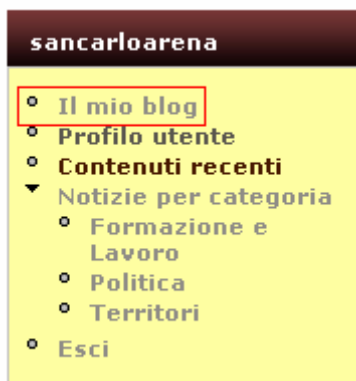 sancarloarena
Il mio blog
Profilo utente
Contenuti recenti
Notizie per categoria
Formazione e
Lavoro
Politica
Territori
Esci